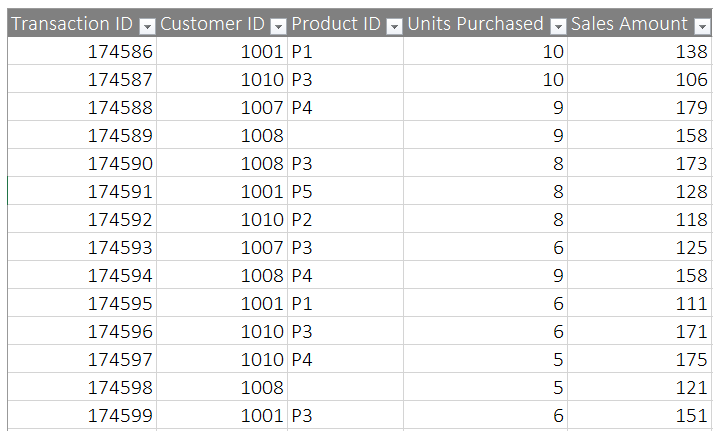 Transaction ID Customer ID Product ID Units Purchased Sales Amount
174586 1001 P1 10 138
174587 1010 P3 10 106
174588 1007 P4 9 179
174589 1008 9 158
174590 1008 P3 8 173
174591 1001 P5 8 128
174592 1010 P2 8 118
174593 1007 P3 6 125
174594 1008 P4 9 158
174595 1001 P1 6 111
174596 1010 P3 6 171
174597 1010 P4 5 175
174598 1008 5 121
174599 1001 P3 6 151